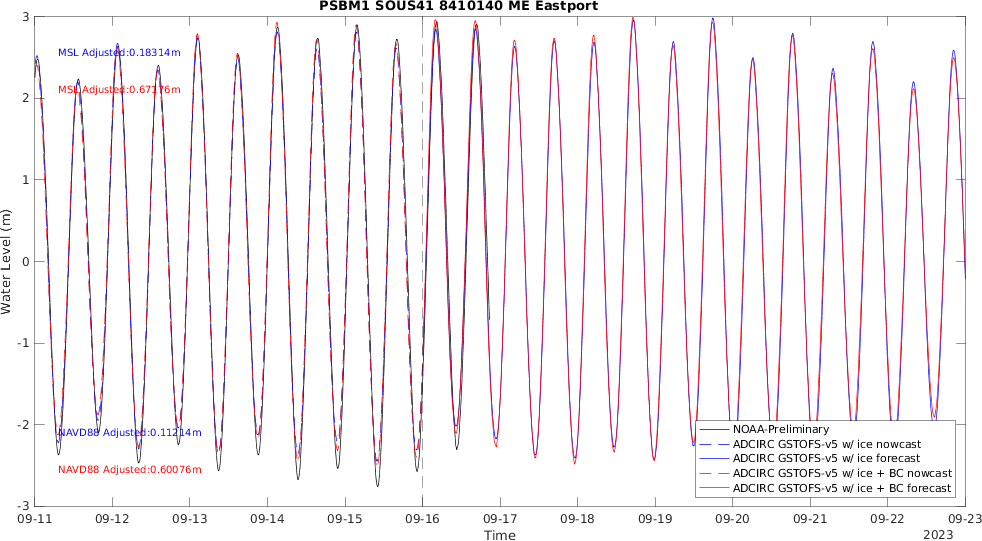 PSBM1 SOUS41 8410140 ME Eastport
Water Level (m)
3
2
1
0
-1
-2
-3
MSL Adjusted:0.18314m
MSL Adjusted:0.67176m
NAVD88 Adjusted:0.11214m
NAVD88 Adjusted:0.60076m
NOAA-Preliminary
ADCIRC GSTOFS-v5 w/ ice nowcast
ADCIRC GSTOFS-v5 w/ ice forecast
ADCIRC GSTOFS-v5 w/ ice + BC nowcast
ADCIRC GSTOFS-v5 w/ ice + BC forecast
09-11 09-12 09-13 09-14 09-15 09-16 09-17 09-18 09-19 09-20 09-21 09-22 09-23
Time
2023